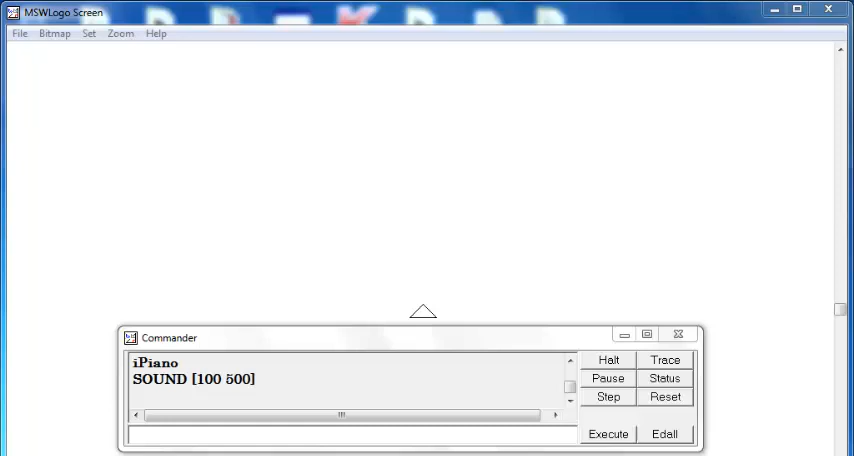 MSWLogo Screen
File Bitmap Set Zoom Help
Commander
iPiano
SOUND [100 500]
Halt Trace
Pause Status
Step Reset
Execute Edall